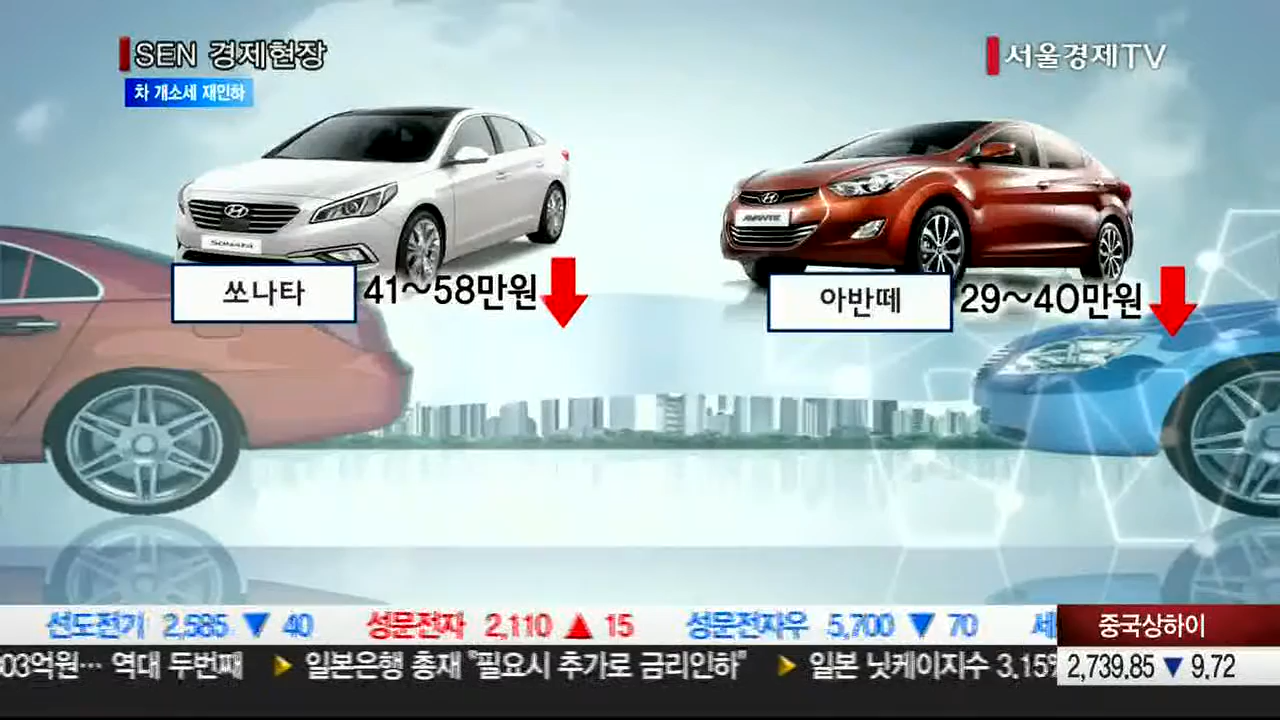 SEN 경제현장
서울경제TV
차 개소세 재인하
SONATA
AVANTE
쏘나타 41~58만원
아반떼 29~40만원
선도전기 2,585 ▼ 40 성문전자 2,110 ▲ 15 성문전자우 5,700 ▼ 70 세
중국상하이
03억원… 역대 두번째 ▶ 일본은행 총재 "필요시 추가로 금리인하" ▶ 일본 닛케이지수 3.15%
2,739.85 ▼ 9.72